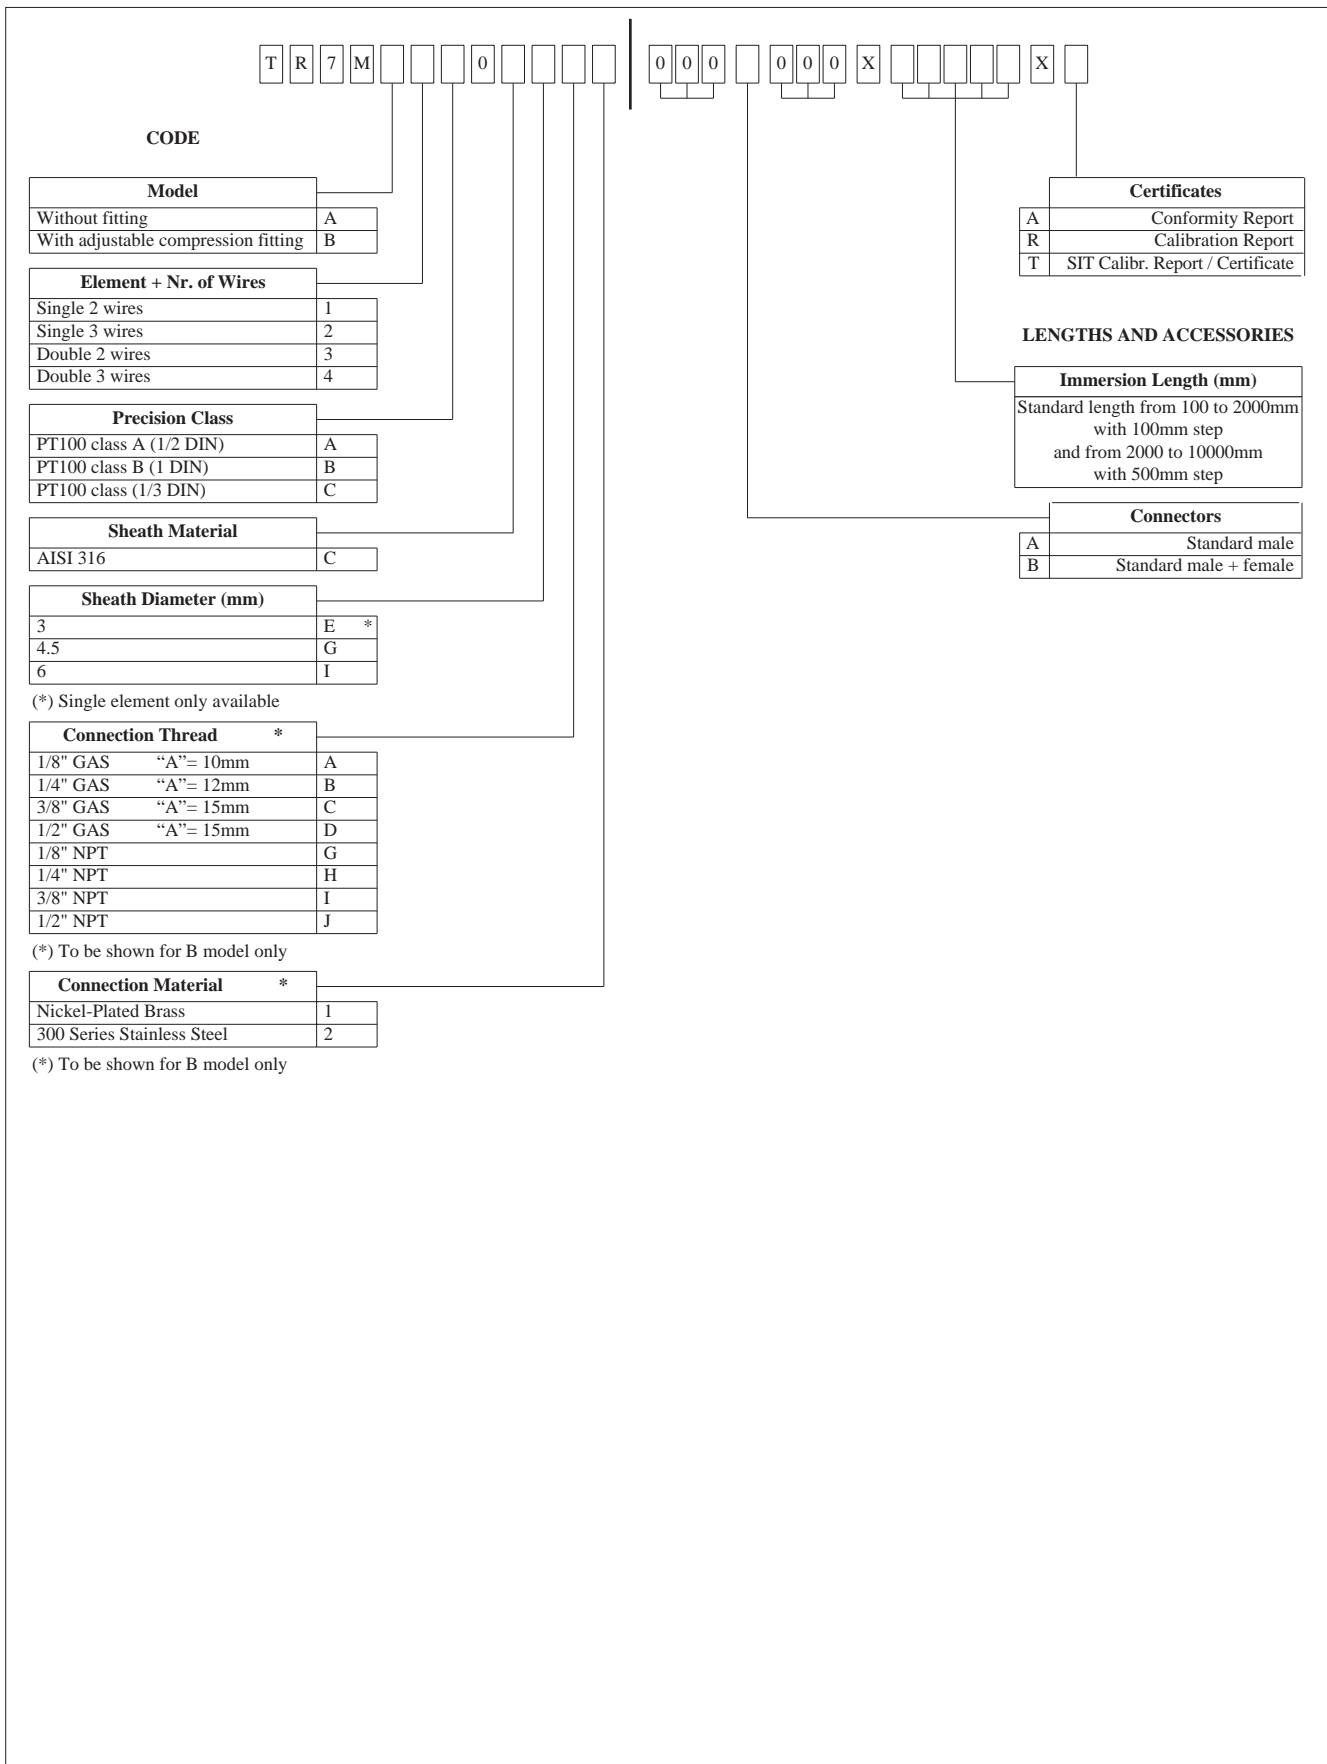 T R 7 M 0 0 0 0 0 0 0 X X
CODE
Model
Without fitting A
With adjustable compression fitting B
Element + Nr. of Wires
Single 2 wires 1
Single 3 wires 2
Double 2 wires 3
Double 3 wires 4
Precision Class
PT100 class A (1/2 DIN) A
PT100 class B (1 DIN) B
PT100 class (1/3 DIN) C
Sheath Material
AISI 316 C
Sheath Diameter (mm)
3 E *
4.5 G
6 I
(*) Single element only available
Connection Thread *
1/8" GAS “A”= 10mm A
1/4" GAS “A”= 12mm B
3/8" GAS “A”= 15mm C
1/2" GAS “A”= 15mm D
1/8" NPT G
1/4" NPT H
3/8" NPT I
1/2" NPT J
(*) To be shown for B model only
Connection Material *
Nickel-Plated Brass 1
300 Series Stainless Steel 2
(*) To be shown for B model only
Certificates
A Conformity Report
R Calibration Report
T SIT Calibr. Report / Certificate
LENGTHS AND ACCESSORIES
Immersion Length (mm)
Standard length from 100 to 2000mm
with 100mm step
and from 2000 to 10000mm
with 500mm step
Connectors
A Standard male
B Standard male + female